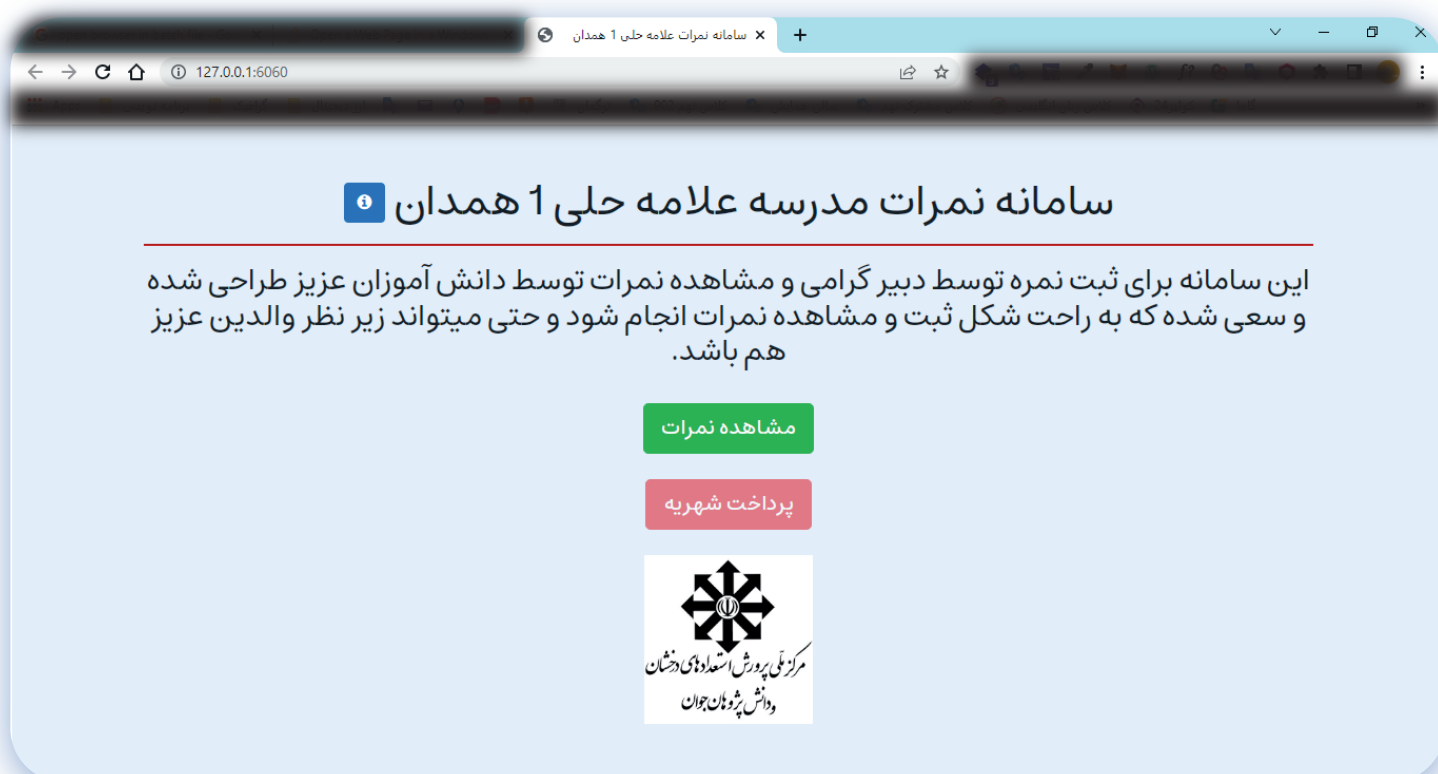 سامانه نمرات علامه حلی 1 همدان
127.0.0.1:6060
سامانه نمرات مدرسه علامه حلی 1 همدان
این سامانه برای ثبت نمره توسط دبیر گرامی و مشاهده نمرات توسط دانش آموزان عزیز طراحی شده
و سعی شده که به راحت شکل ثبت و مشاهده نمرات انجام شود و حتی میتواند زیر نظر والدین عزیز
هم باشد.
مشاهده نمرات
پرداخت شهریه
مرکز ملّی پرورش استعدادهای درخشان
ودانش پژوهان جوان